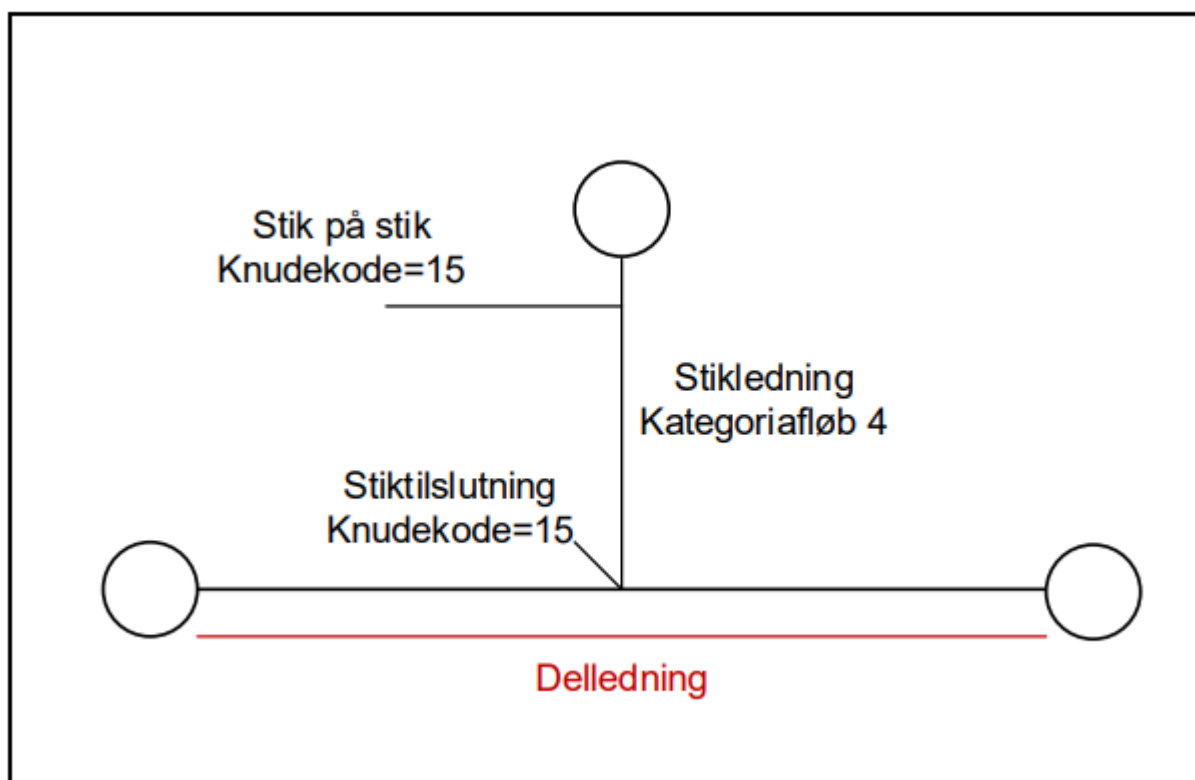 Stik på stik
Knudekode=15
Stikledning
Kategoriafløb 4
Stiktilslutning
Knudekode=15
Delledning